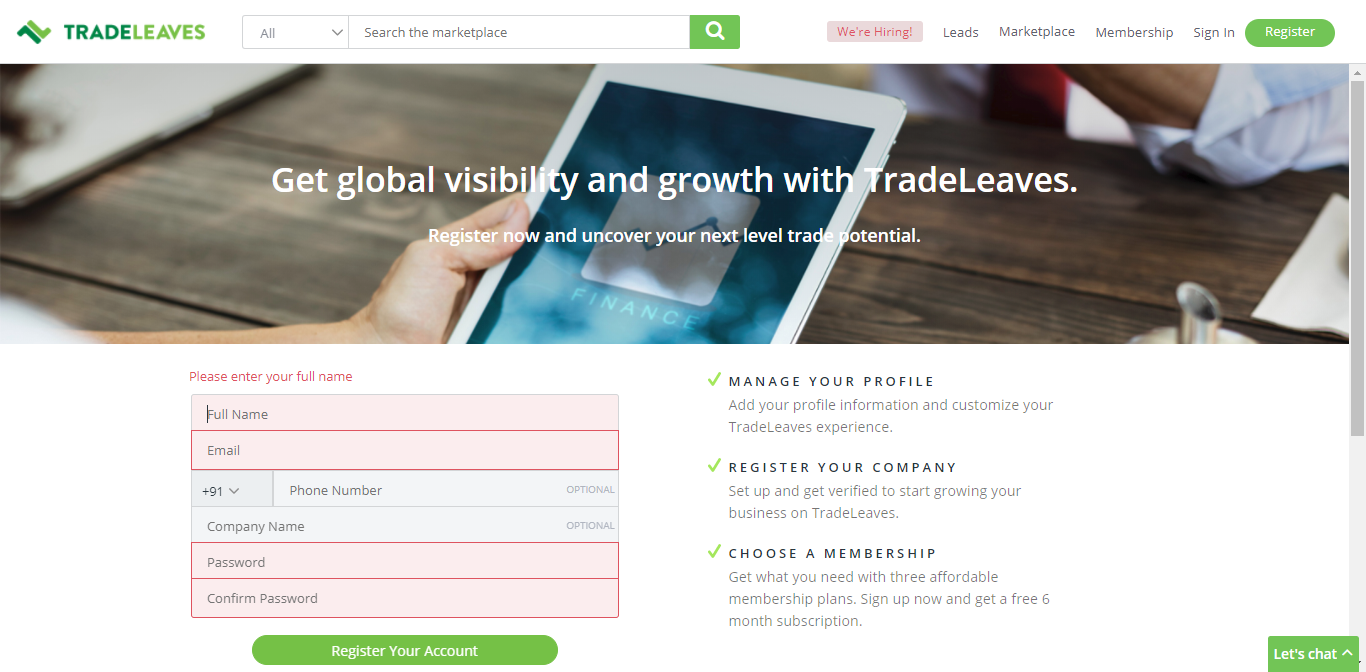 TRADELEAVES
All
Search the marketplace
We're Hiring!
Leads
Marketplace
Membership
Sign In
Register
Get global visibility and growth with TradeLeaves.
Register now and uncover your next level trade potential.
FINANCE
Please enter your full name
Full Name
Email
+91
Phone Number
OPTIONAL
Company Name
OPTIONAL
Password
Confirm Password
Register Your Account
MANAGE YOUR PROFILE
Add your profile information and customize your
TradeLeaves experience.
REGISTER YOUR COMPANY
Set up and get verified to start growing your
business on TradeLeaves.
CHOOSE A MEMBERSHIP
Get what you need with three affordable
membership plans. Sign up now and get a free 6
month subscription.
Let's chat